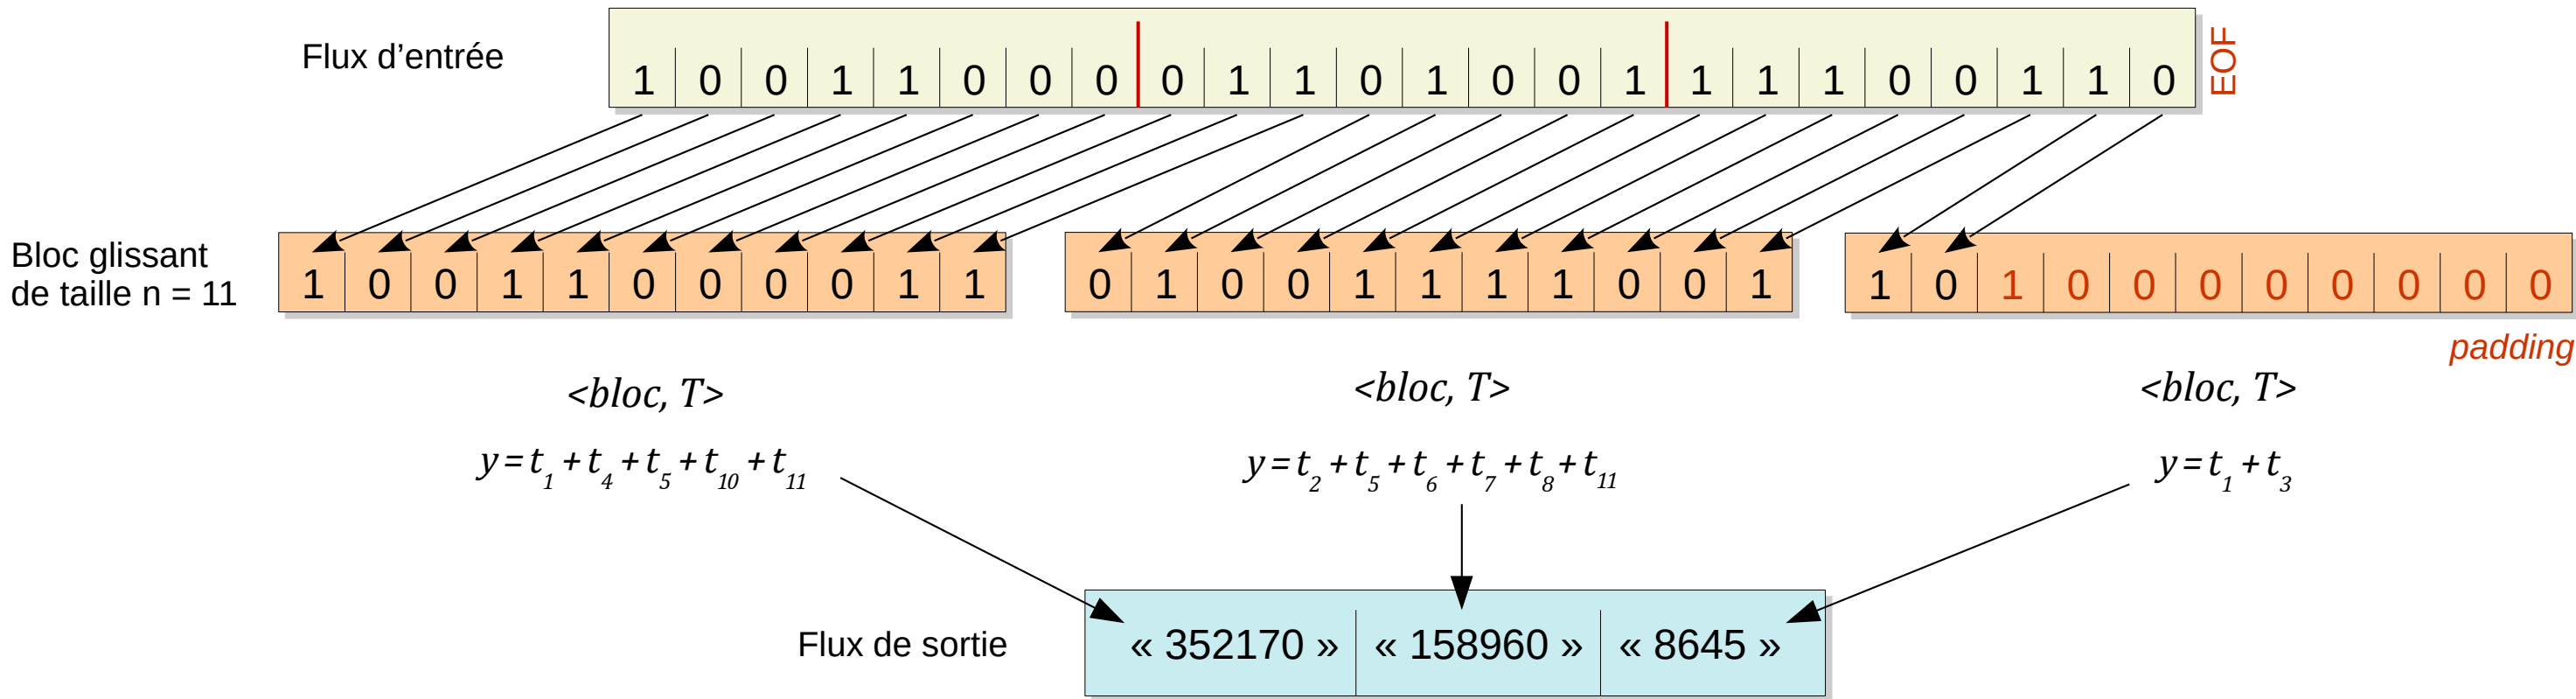 Flux d’entrée
1 0 0 1 1 0 0 0 0 1 1 0 1 0 0 1 1 1 1 0 0 1 1 0
EOF
Bloc glissant
de taille n = 11
1 0 0 1 1 0 0 0 0 1 1
0 1 0 0 1 1 1 1 0 0 1
1 0 1 0 0 0 0 0 0 0 0
padding
<bloc, T>
<bloc, T>
<bloc, T>
y=t₁+t₄+t₅+t₁₀+t₁₁
y=t₂+t₅+t₆+t₇+t₈+t₁₁
y=t₁+t₃
Flux de sortie
« 352170 » « 158960 » « 8645 »